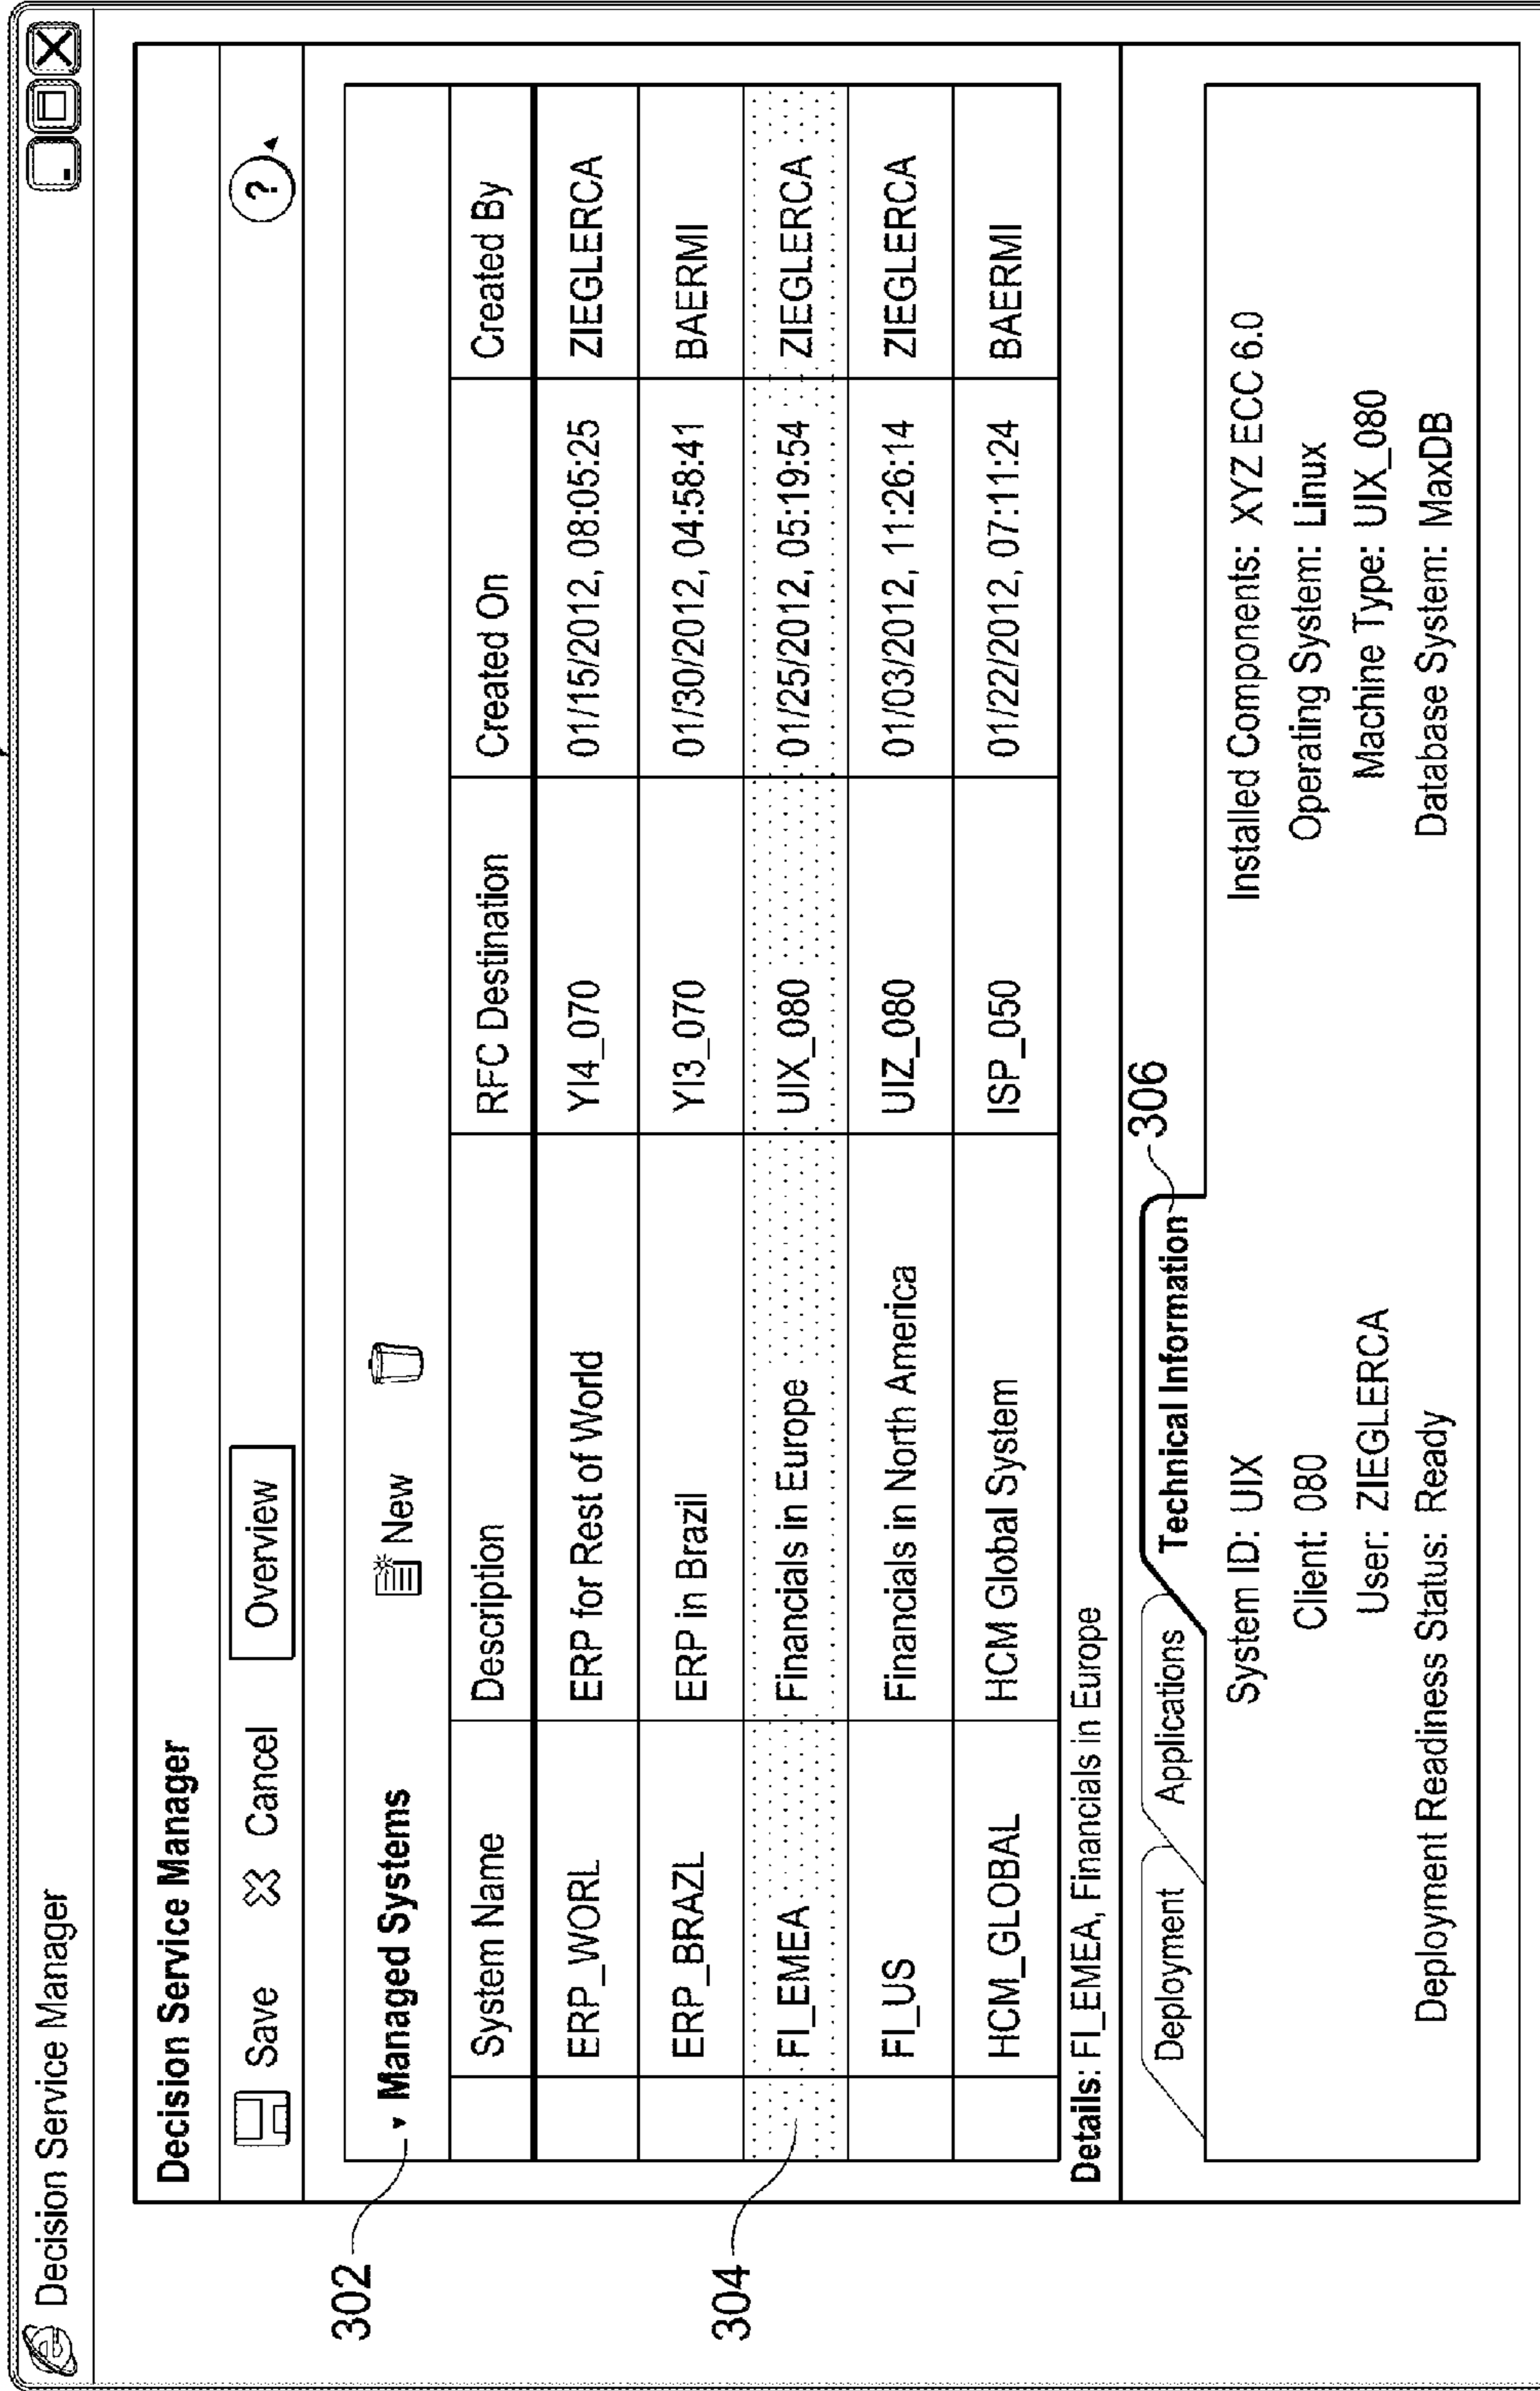 Decision Service Manager
Decision Service Manager
Save Cancel Overview ?
302
Managed Systems New
System Name Description RFC Destination Created On Created By
ERP_WORL ERP for Rest of World YI4_070 01/15/2012, 08:05:25 ZIEGLERCA
ERP_BRAZL ERP in Brazil YI3_070 01/30/2012, 04:58:41 BAERMI
304
FI_EMEA Financials in Europe UIX_080 01/25/2012, 05:19:54 ZIEGLERCA
FI_US Financials in North America UIZ_080 01/03/2012, 11:26:14 ZIEGLERCA
HCM_GLOBAL HCM Global System ISP_050 01/22/2012, 07:11:24 BAERMI
Details: FI_EMEA, Financials in Europe
306
Deployment Applications Technical Information
System ID: UIX Installed Components: XYZ ECC 6.0
Client: 080 Operating System: Linux
User: ZIEGLERCA Machine Type: UIX_080
Deployment Readiness Status: Ready Database System: MaxDB